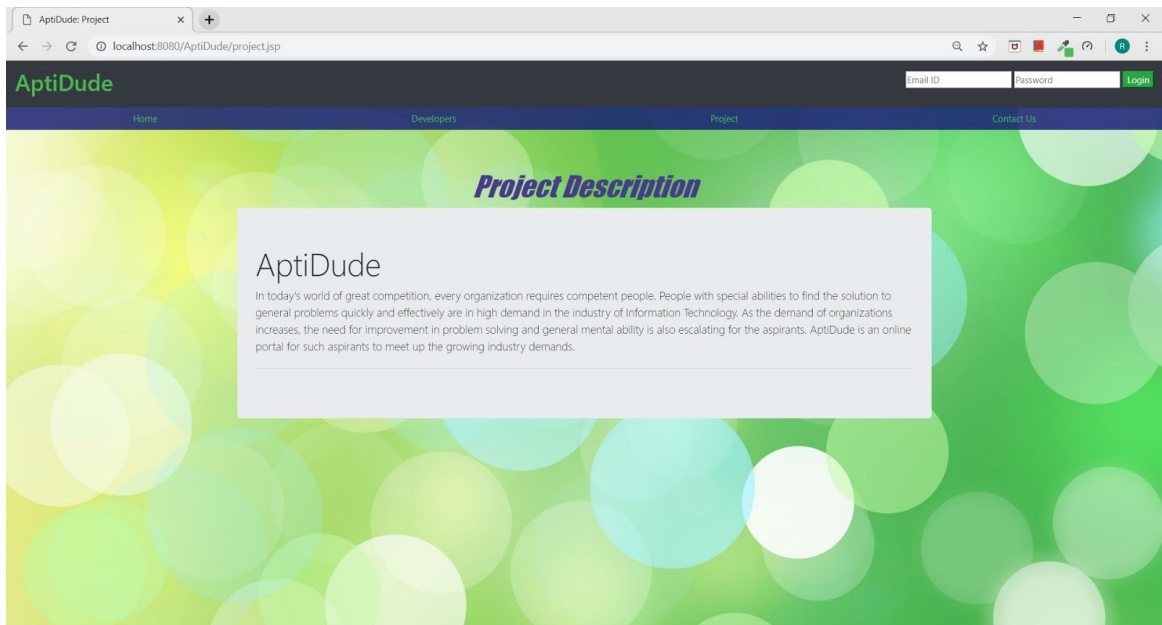 AptiDude: Project
localhost:8080/AptiDude/project.jsp
R
AptiDude
Email ID
Password
Login
Home
Developers
Project
Contact Us
Project Description
AptiDude
In today's world of great competition, every organization requires competent people. People with special abilities to find the solution to
general problems quickly and effectively are in high demand in the industry of Information Technology. As the demand of organizations
increases, the need for improvement in problem solving and general mental ability is also escalating for the aspirants. AptiDude is an online
portal for such aspirants to meet up the growing industry demands.